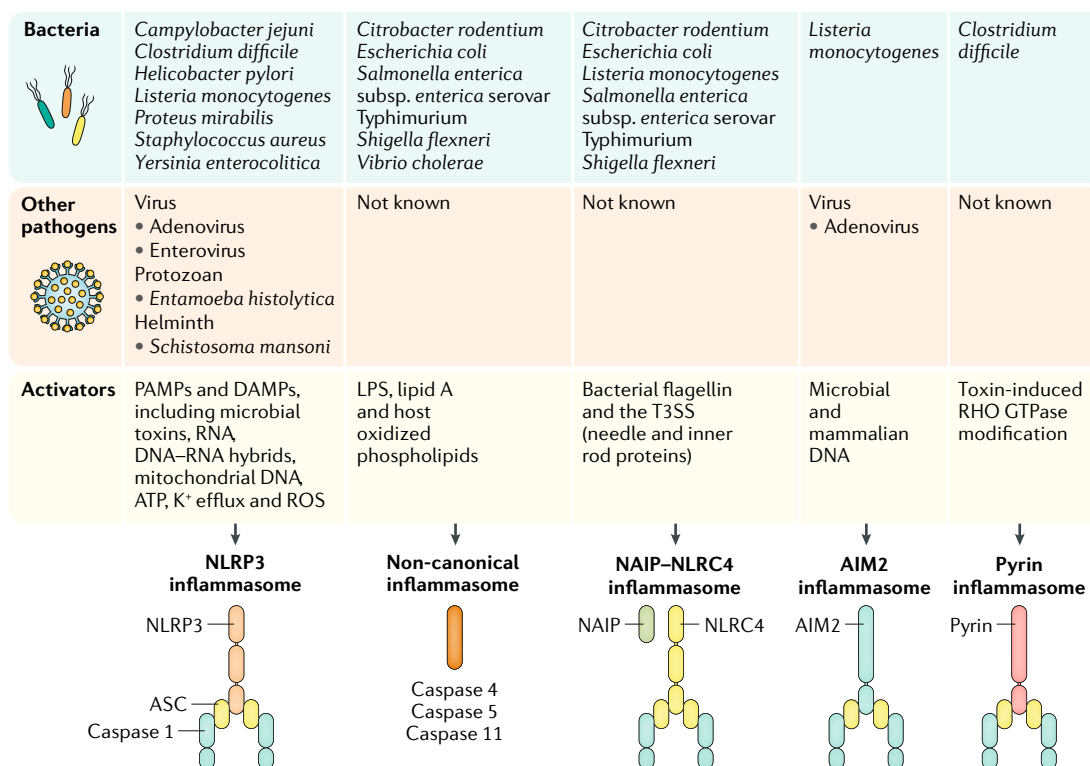 Bacteria
Campylobacter jejuni
Clostridium difficile
Helicobacter pylori
Listeria monocytogenes
Proteus mirabilis
Staphylococcus aureus
Yersinia enterocolitica
Citrobacter rodentium
Escherichia coli
Salmonella enterica
subsp. enterica serovar
Typhimurium
Shigella flexneri
Vibrio cholerae
Citrobacter rodentium
Escherichia coli
Listeria monocytogenes
Salmonella enterica
subsp. enterica serovar
Typhimurium
Shigella flexneri
Listeria
monocytogenes
Clostridium
difficile
Other
pathogens
Virus
• Adenovirus
• Enterovirus
Protozoan
• Entamoeba histolytica
Helminth
• Schistosoma mansoni
Not known
Not known
Virus
• Adenovirus
Not known
Activators
PAMPs and DAMPs,
including microbial
toxins, RNA,
DNA–RNA hybrids,
mitochondrial DNA,
ATP, K⁺ efflux and ROS
LPS, lipid A
and host
oxidized
phospholipids
Bacterial flagellin
and the T3SS
(needle and inner
rod proteins)
Microbial
and
mammalian
DNA
Toxin-induced
RHO GTPase
modification
NLRP3
inflammasome
Non-canonical
inflammasome
NAIP–NLRC4
inflammasome
AIM2
inflammasome
Pyrin
inflammasome
NLRP3
ASC
Caspase 1
Caspase 4
Caspase 5
Caspase 11
NAIP
NLRC4
AIM2
Pyrin